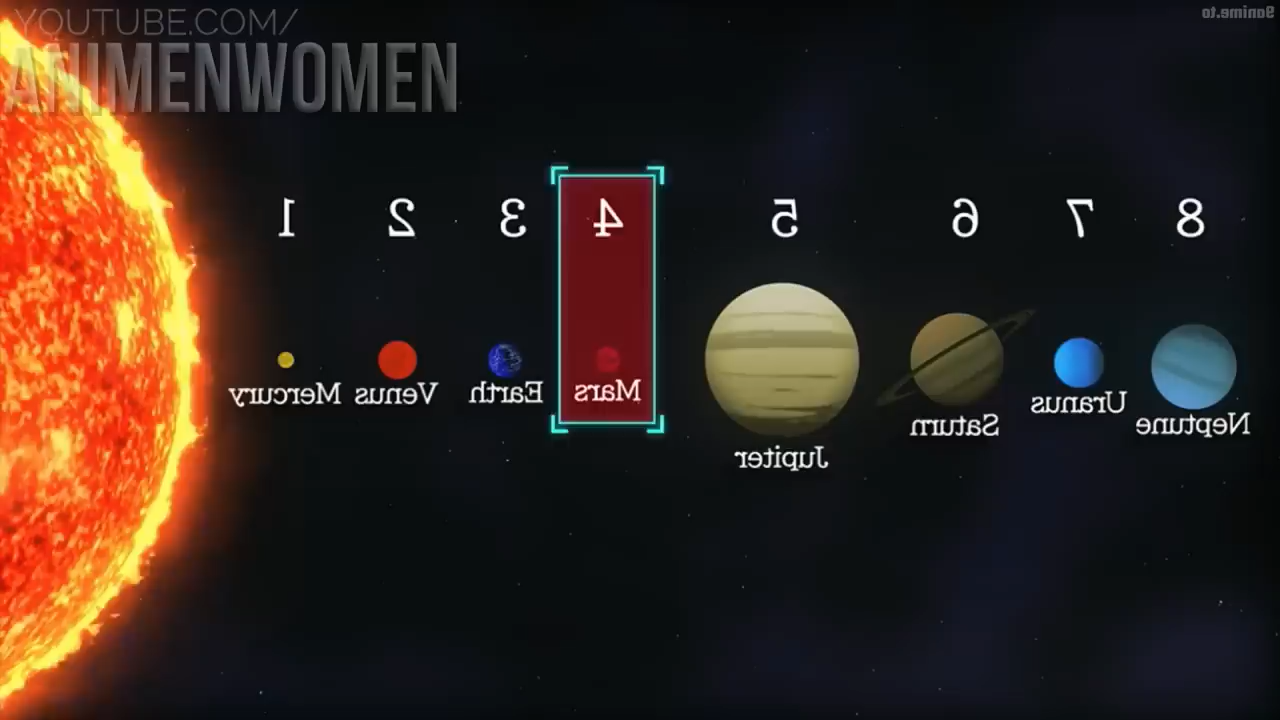 YOUTUBE.COM/
ANIMENWOMEN
9anime.to
1 2 3 4 5 6 7 8
Mercury Venus Earth Mars Jupiter Saturn Uranus Neptune